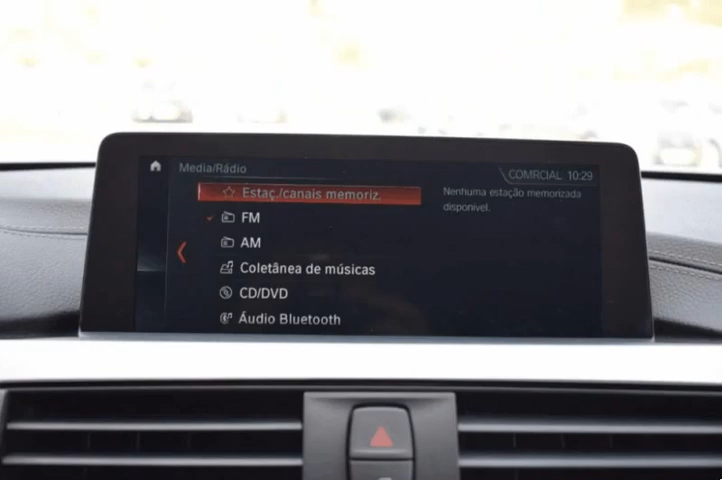 Media/Rádio
COMRCIAL 10:29
Estaç./canais memoriz.
FM
AM
Coletânea de músicas
CD/DVD
Áudio Bluetooth
Nenhuma estação memorizada
disponível.